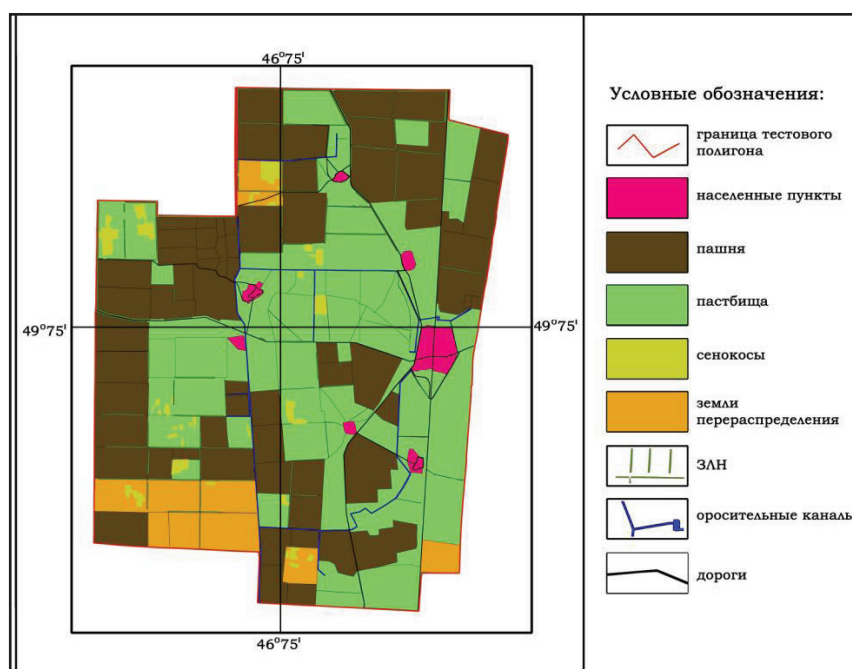 46°75'
Условные обозначения:
граница тестового
полигона
населенные пункты
пашня
пастбища
49°75'
49°75'
сенокосы
земли
перераспределения
ЗЛН
оросительные каналы
дороги
46°75'